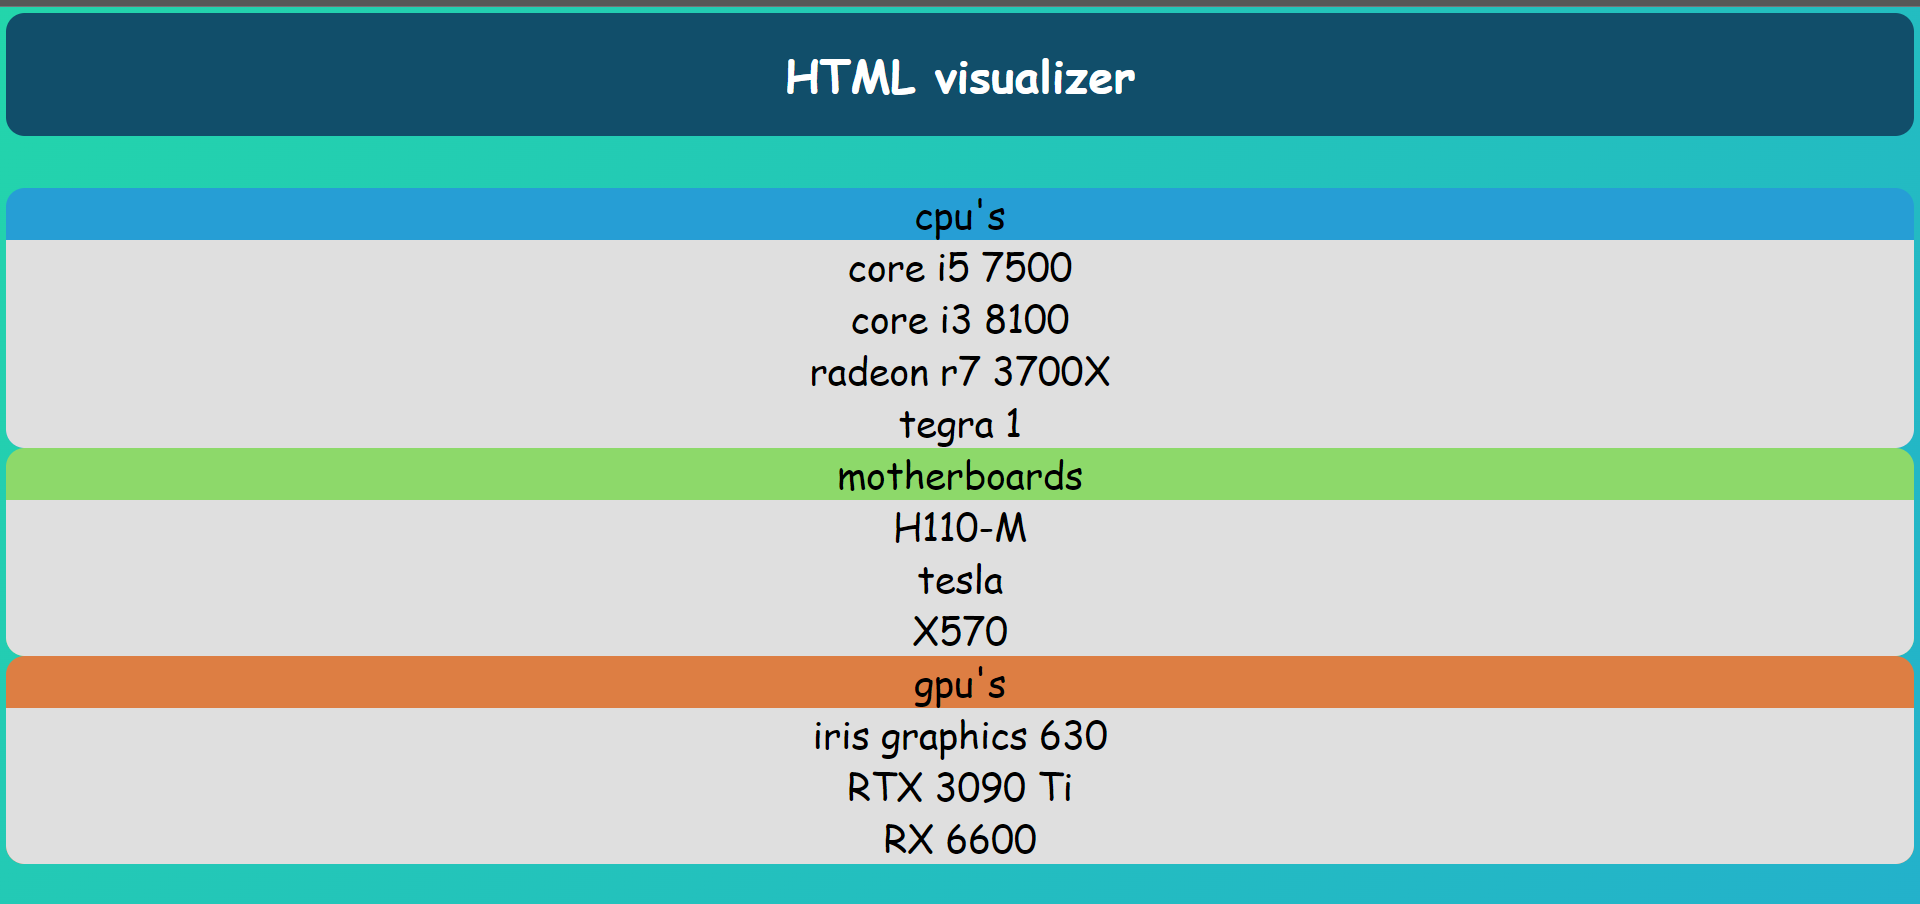 HTML visualizer
cpu's
core i5 7500
core i3 8100
radeon r7 3700X
tegra 1
motherboards
H110-M
tesla
X570
gpu's
iris graphics 630
RTX 3090 Ti
RX 6600